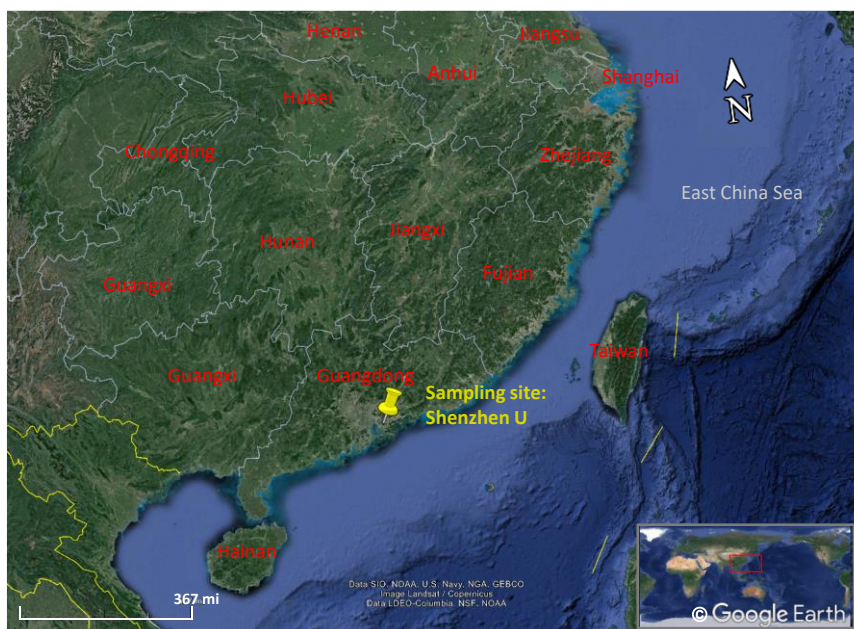 Henan
Jiangsu
Anhui
Shanghai
Hubei
Chongqing
Zhejiang
East China Sea
Hunan
Jiangxi
Fujian
Guangxi
Taiwan
Guangxi
Guangdong
Sampling site:
Shenzhen U
Hainan
N
367 mi
Data SIO, NOAA, U.S. Navy, NGA, GEBCO
Image Landsat / Copernicus
Data LDEO-Columbia, NSF, NOAA
© Google Earth